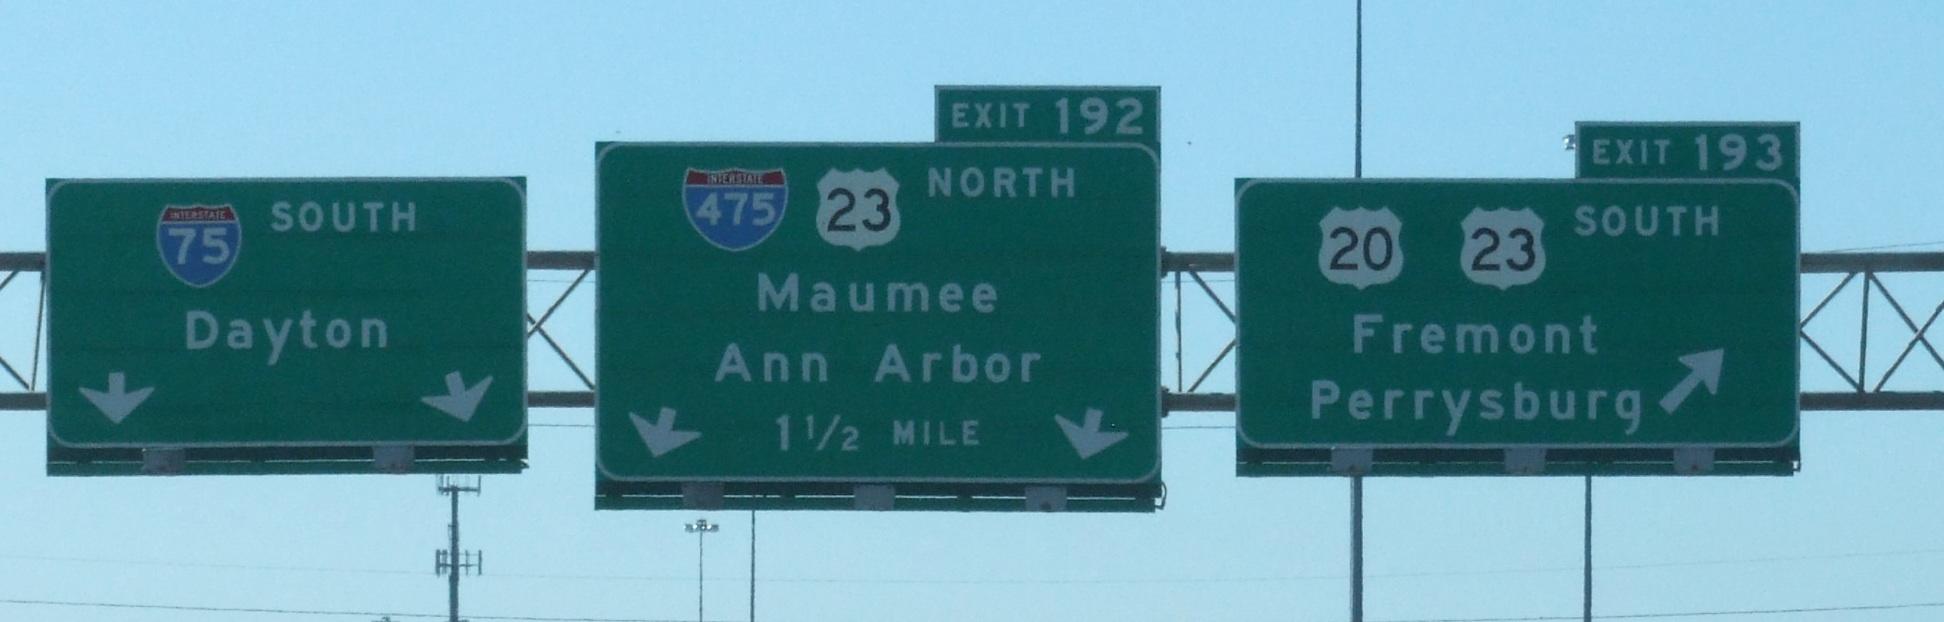 INTERSTATE 75 SOUTH
Dayton
EXIT 192
INTERSTATE 475 23 NORTH
Maumee
Ann Arbor
1 1/2 MILE
EXIT 193
20 23 SOUTH
Fremont
Perrysburg